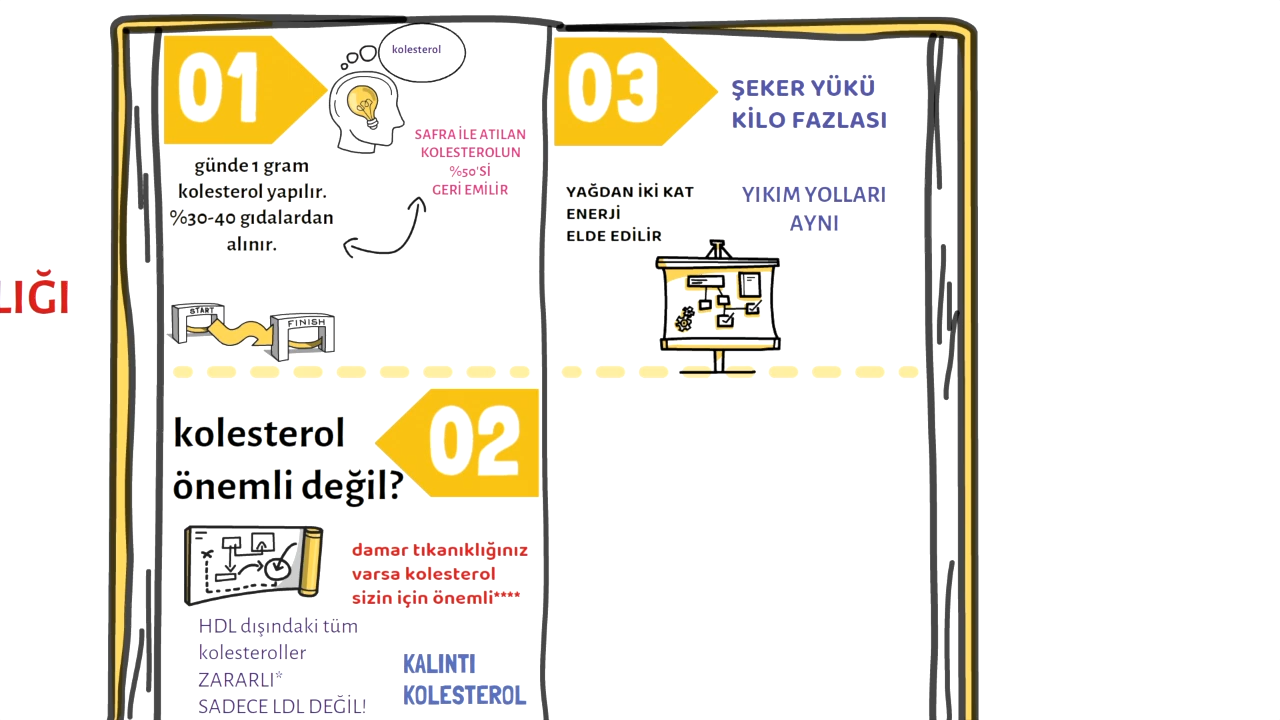 LIĞI
01
kolesterol
SAFRA İLE ATILAN
KOLESTEROLUN
%50'Sİ
GERİ EMİLİR
günde 1 gram
kolesterol yapılır.
%30-40 gıdalardan
alınır.
START
FINISH
02
kolesterol
önemli değil?
damar tıkanıklığınız
varsa kolesterol
sizin için önemli****
HDL dışındaki tüm
kolesteroller
ZARARLI*
SADECE LDL DEĞİL!
KALINTI
KOLESTEROL
03
ŞEKER YÜKÜ
KİLO FAZLASI
YAĞDAN İKİ KAT
ENERJİ
ELDE EDİLİR
YIKIM YOLLARI
AYNI